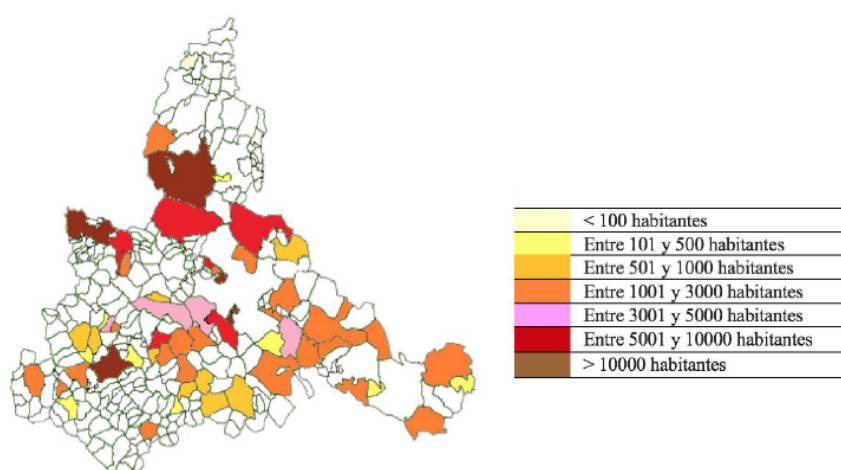 < 100 habitantes
Entre 101 y 500 habitantes
Entre 501 y 1000 habitantes
Entre 1001 y 3000 habitantes
Entre 3001 y 5000 habitantes
Entre 5001 y 10000 habitantes
> 10000 habitantes